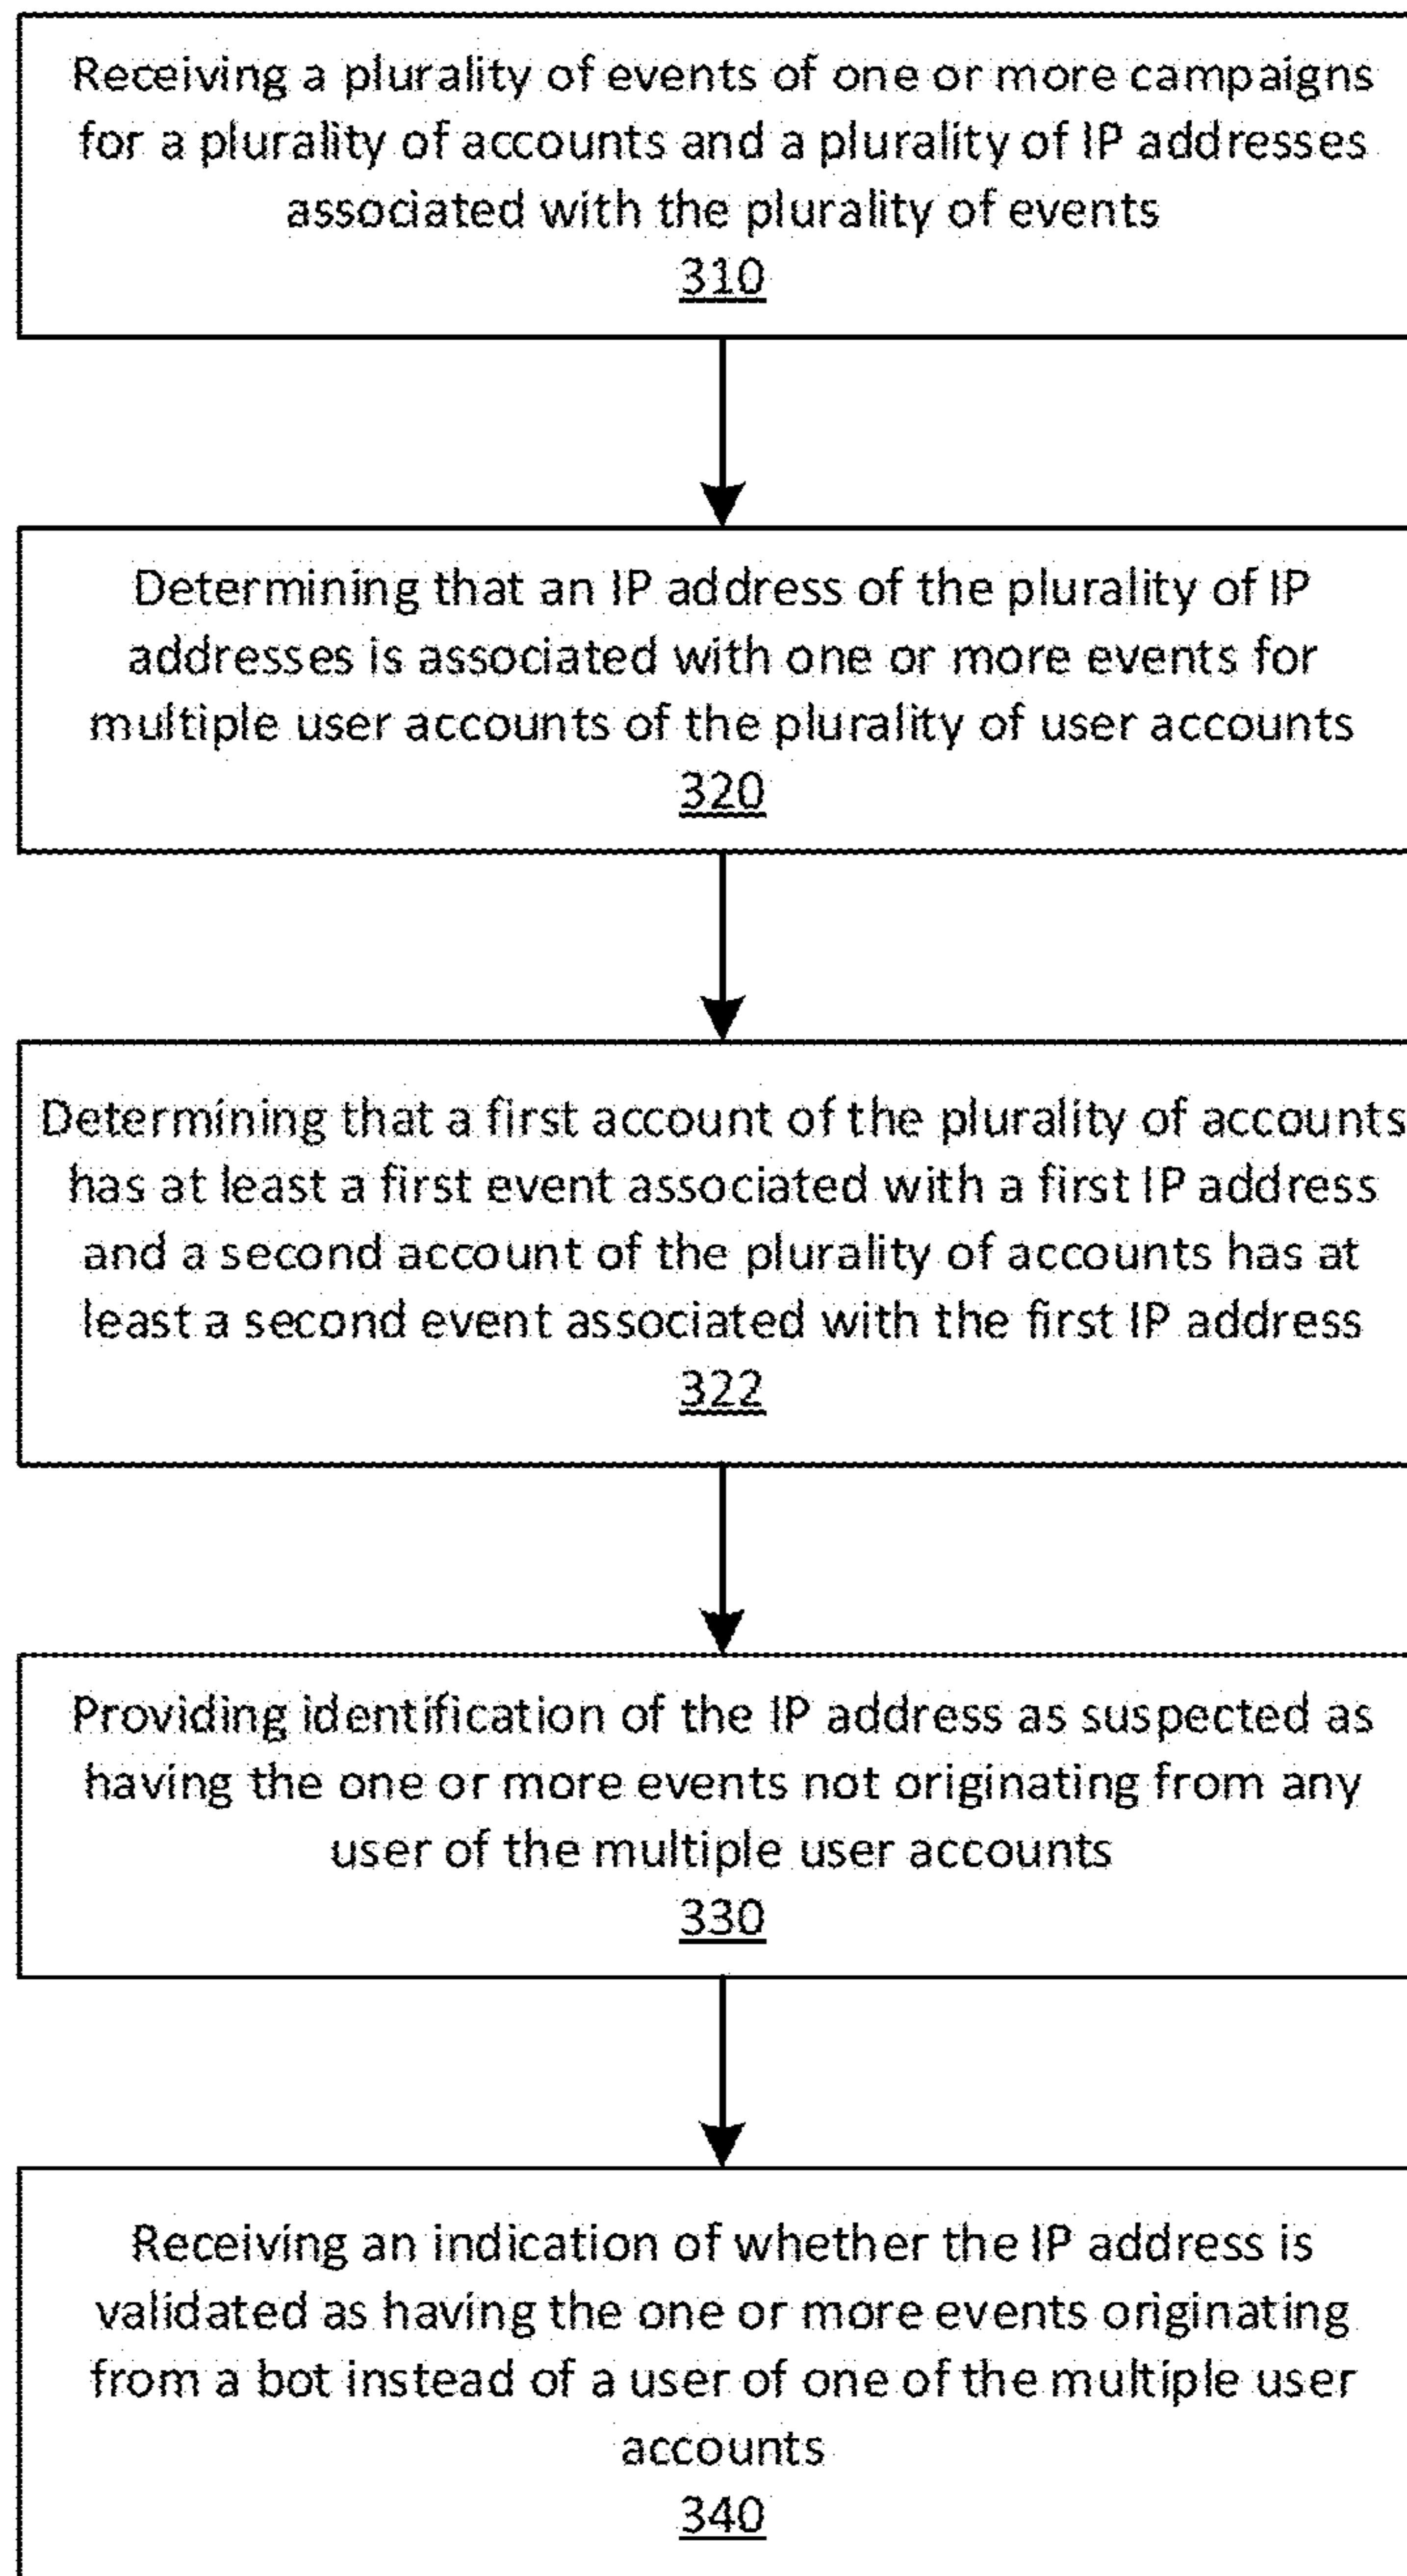 Receiving a plurality of events of one or more campaigns
for a plurality of accounts and a plurality of IP addresses
associated with the plurality of events
310
Determining that an IP address of the plurality of IP
addresses is associated with one or more events for
multiple user accounts of the plurality of user accounts
320
Determining that a first account of the plurality of accounts
has at least a first event associated with a first IP address
and a second account of the plurality of accounts has at
least a second event associated with the first IP address
322
Providing identification of the IP address as suspected as
having the one or more events not originating from any
user of the multiple user accounts
330
Receiving an indication of whether the IP address is
validated as having the one or more events originating
from a bot instead of a user of one of the multiple user
accounts
340